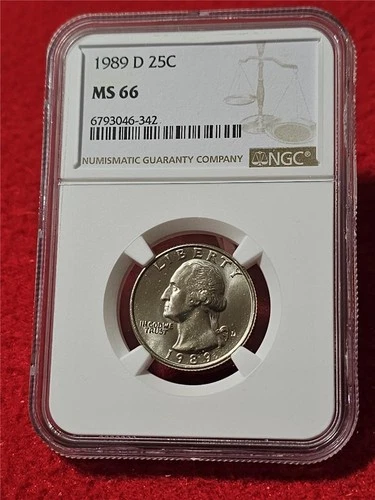 1989 D 25C
MS 66
6793046-342
NUMISMATIC GUARANTY COMPANY
NGC®
LIBERTY
IN GOD WE
TRUST
D
1989